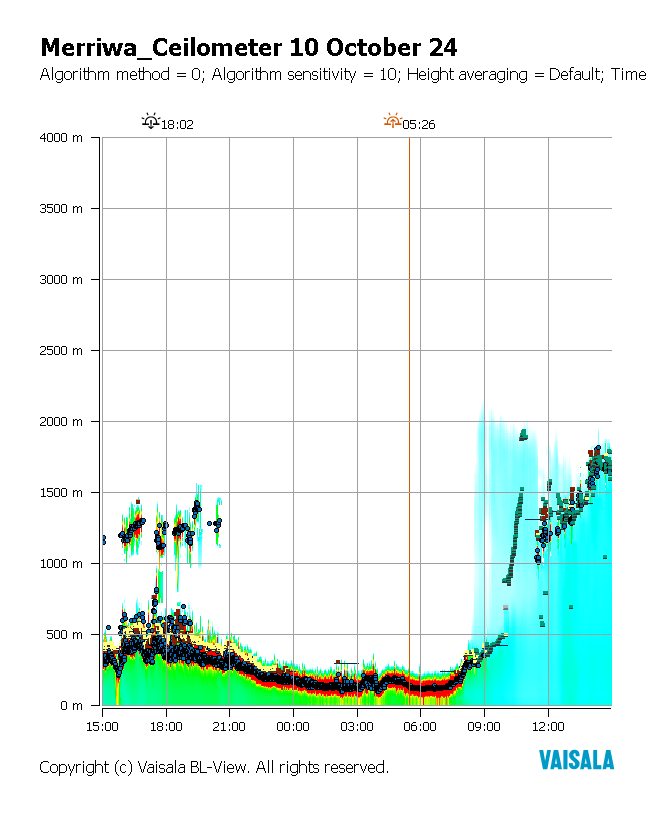 Merriwa_Ceilometer 10 October 24
Algorithm method = 0; Algorithm sensitivity = 10; Height averaging = Default; Time
18:02 05:26
4000 m
3500 m
3000 m
2500 m
2000 m
1500 m
1000 m
500 m
0 m
15:00 18:00 21:00 00:00 03:00 06:00 09:00 12:00
VAISALA
Copyright (c) Vaisala BL-View. All rights reserved.